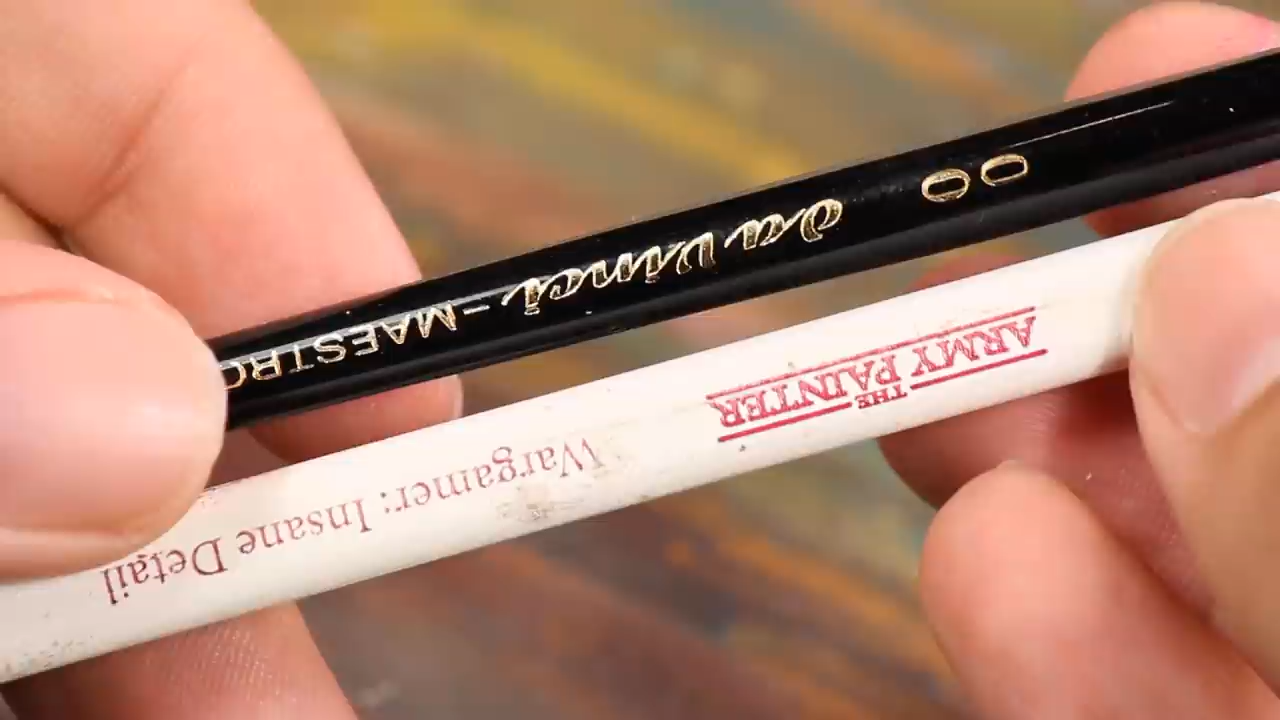 00 da Vinci - MAESTRO
THE
ARMY PAINTER
Wargamer: Insane Detail